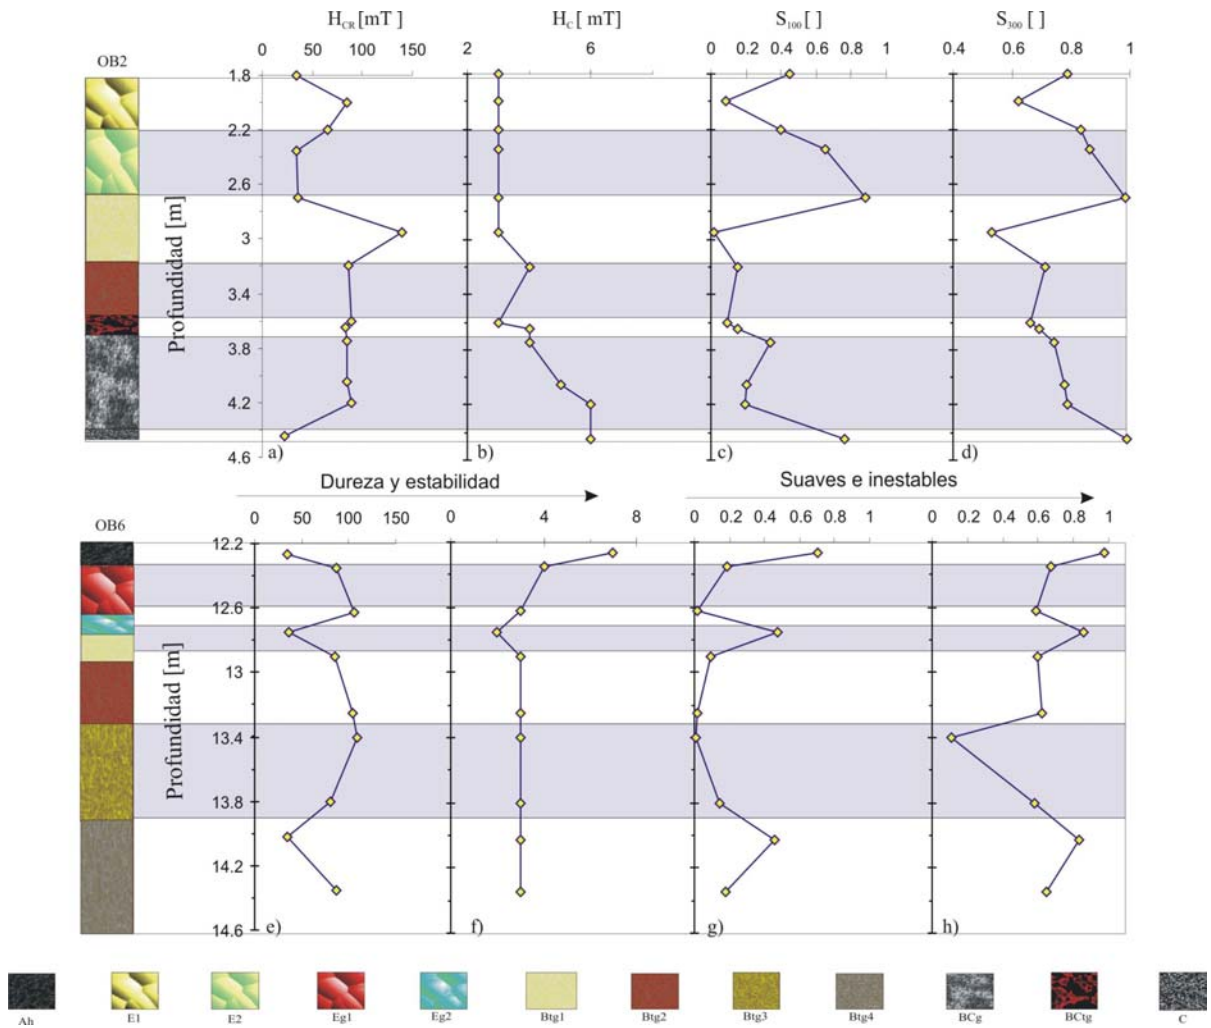 H_CR [mT ] H_C [ mT] S_100 [ ] S_300 [ ]
0 50 100 150 2 6 0 0.2 0.4 0.6 0.8 1 0.4 0.6 0.8 1
OB2
1.8
2.2
2.6
3
3.4
3.8
4.2
4.6
Profundidad [m]
a) b) c) d)
Dureza y estabilidad Suaves e inestables
OB6
0 50 100 150 0 4 8 0 0.2 0.4 0.6 0.8 1 0 0.2 0.4 0.6 0.8 1
12.2
12.6
13
13.4
13.8
14.2
14.6
Profundidad [m]
e) f) g) h)
Ah E1 E2 Eg1 Eg2 Btg1 Btg2 Btg3 Btg4 BCg BCtg C